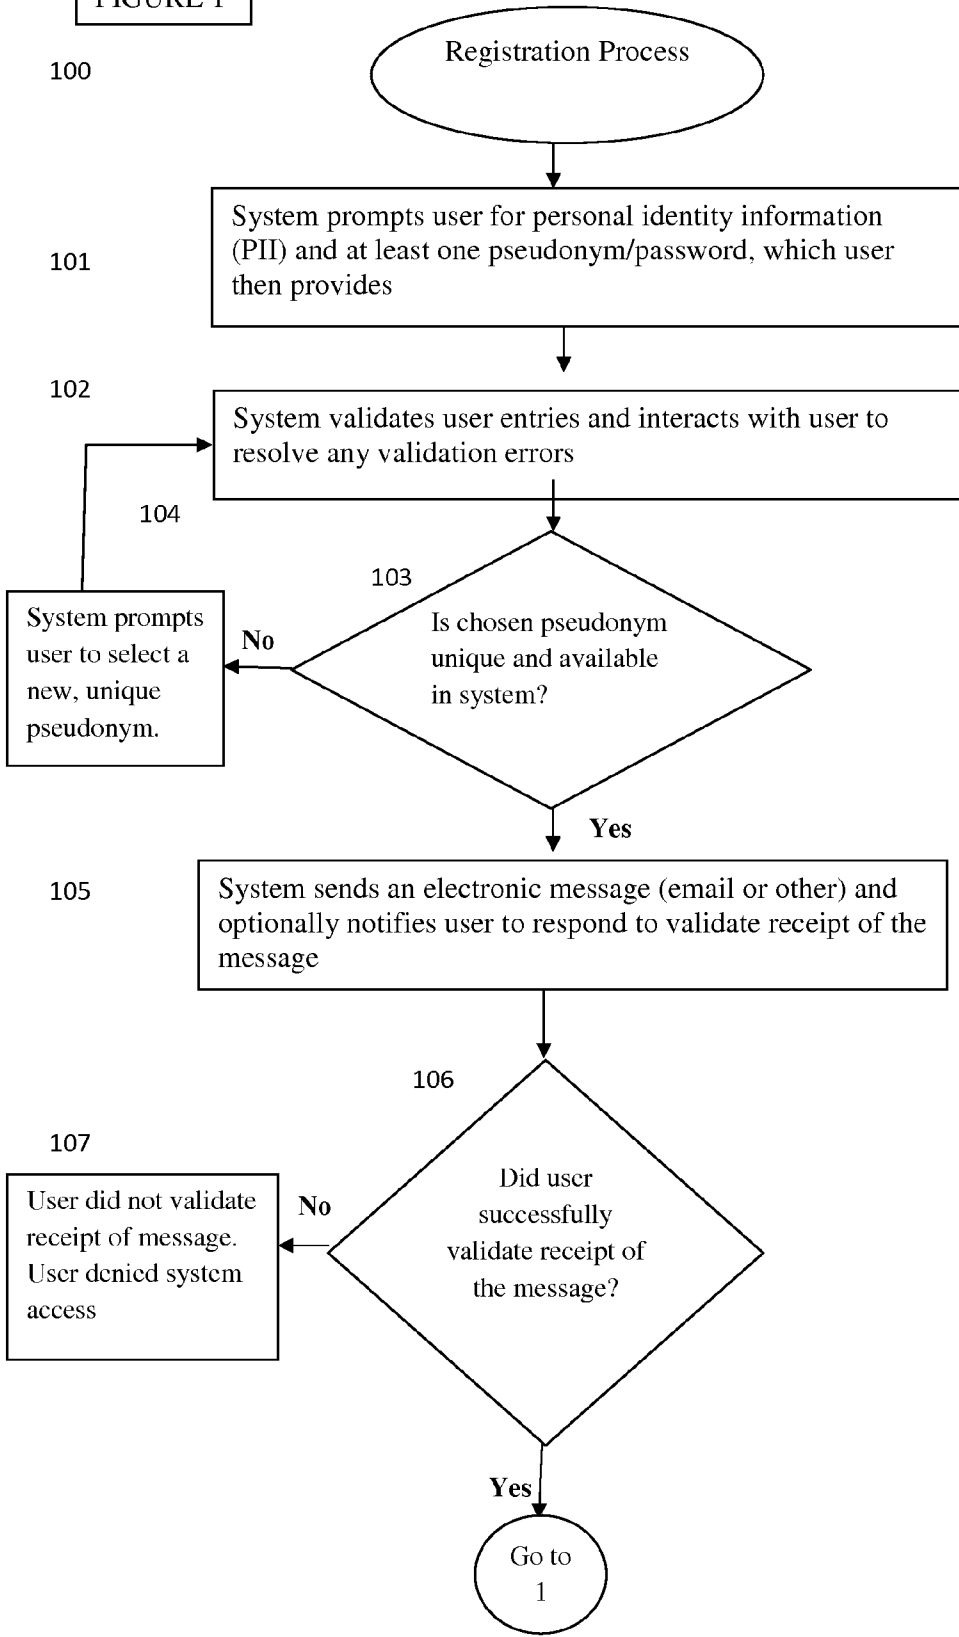 FIGURE 1
100
Registration Process
System prompts user for personal identity information
(PII) and at least one pseudonym/password, which user
then provides
101
102
System validates user entries and interacts with user to
resolve any validation errors
104
103
System prompts
user to select a
new, unique
pseudonym.
No
Is chosen pseudonym
unique and available
in system?
Yes
105
System sends an electronic message (email or other) and
optionally notifies user to respond to validate receipt of the
message
106
107
User did not validate
receipt of message.
User denied system
access
No
Did user
successfully
validate receipt of
the message?
Yes
Go to
1